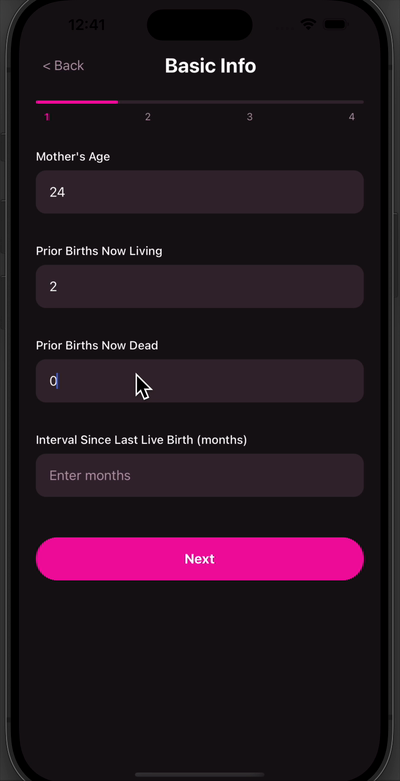 12:41
< Back
Basic Info
1 2 3 4
Mother's Age
24
Prior Births Now Living
2
Prior Births Now Dead
0
Interval Since Last Live Birth (months)
Enter months
Next